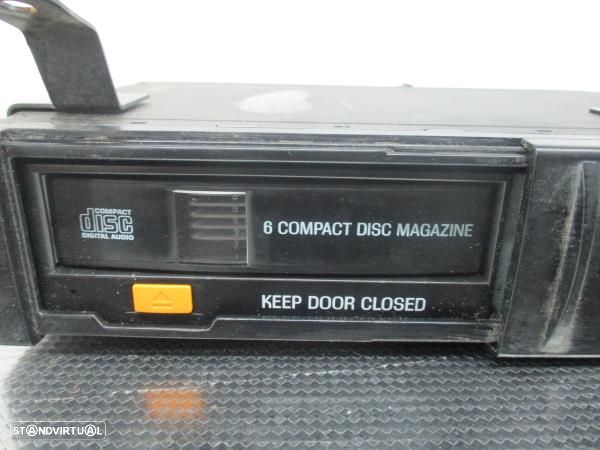 COMPACT
disc
DIGITAL AUDIO
6 COMPACT DISC MAGAZINE
KEEP DOOR CLOSED
STANDVIRTUAL